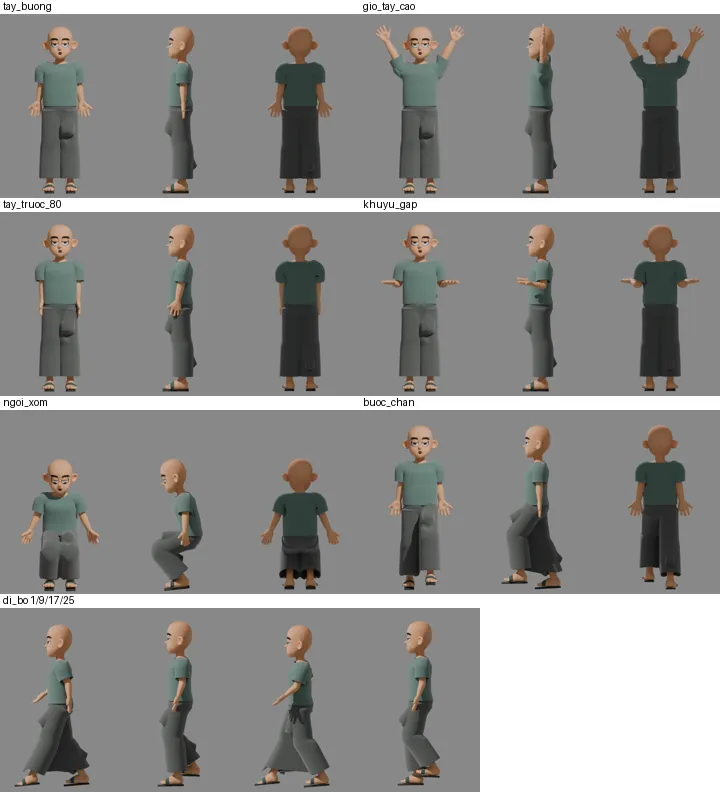 tay_buong
gio_tay_cao
tay_truoc_80
khuyu_gap
ngoi_xom
buoc_chan
di_bo 1/9/17/25